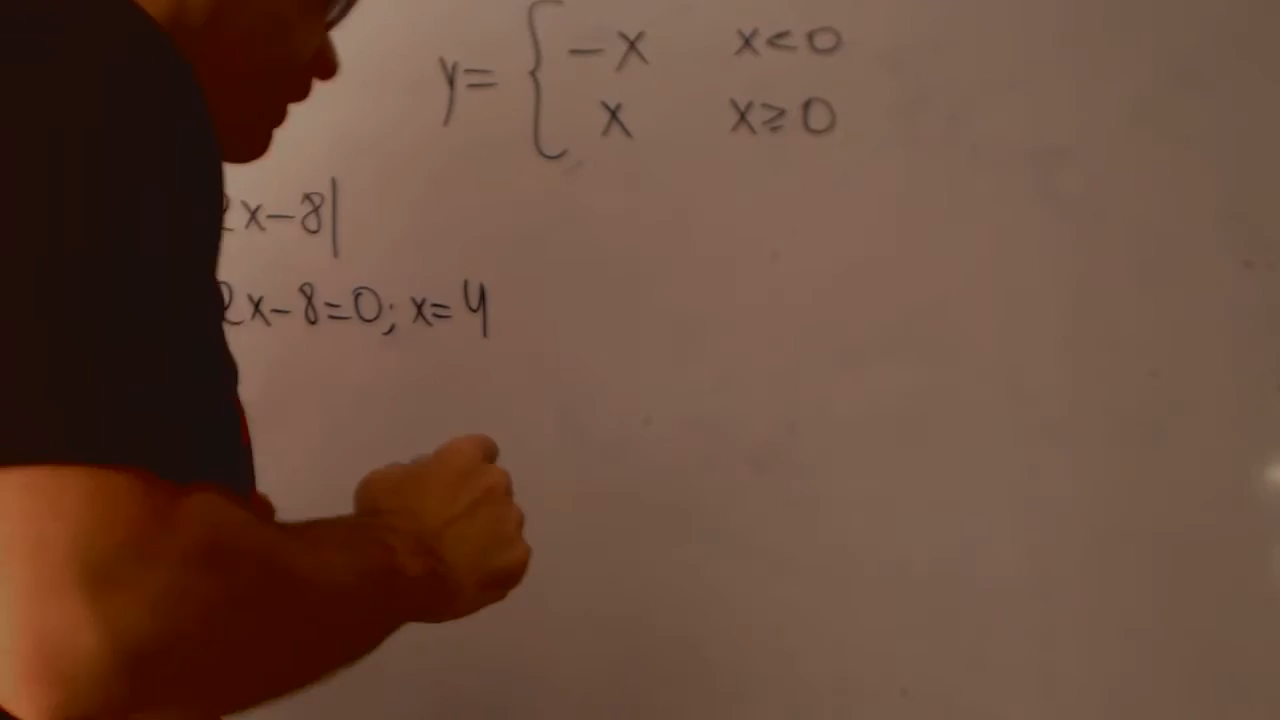 y= { -x x<0
x x≥0
2x-8|
2x-8=0; x=4